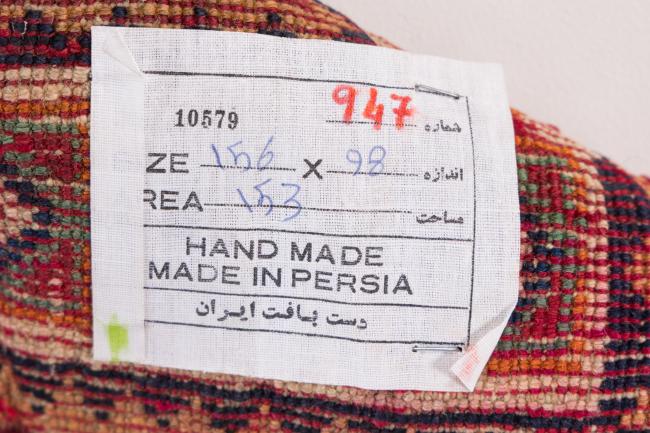 10579 947 شماره
ZE 156 X 98 اندازه
REA 153 مساحت
HAND MADE
MADE IN PERSIA
دست بافت ایران